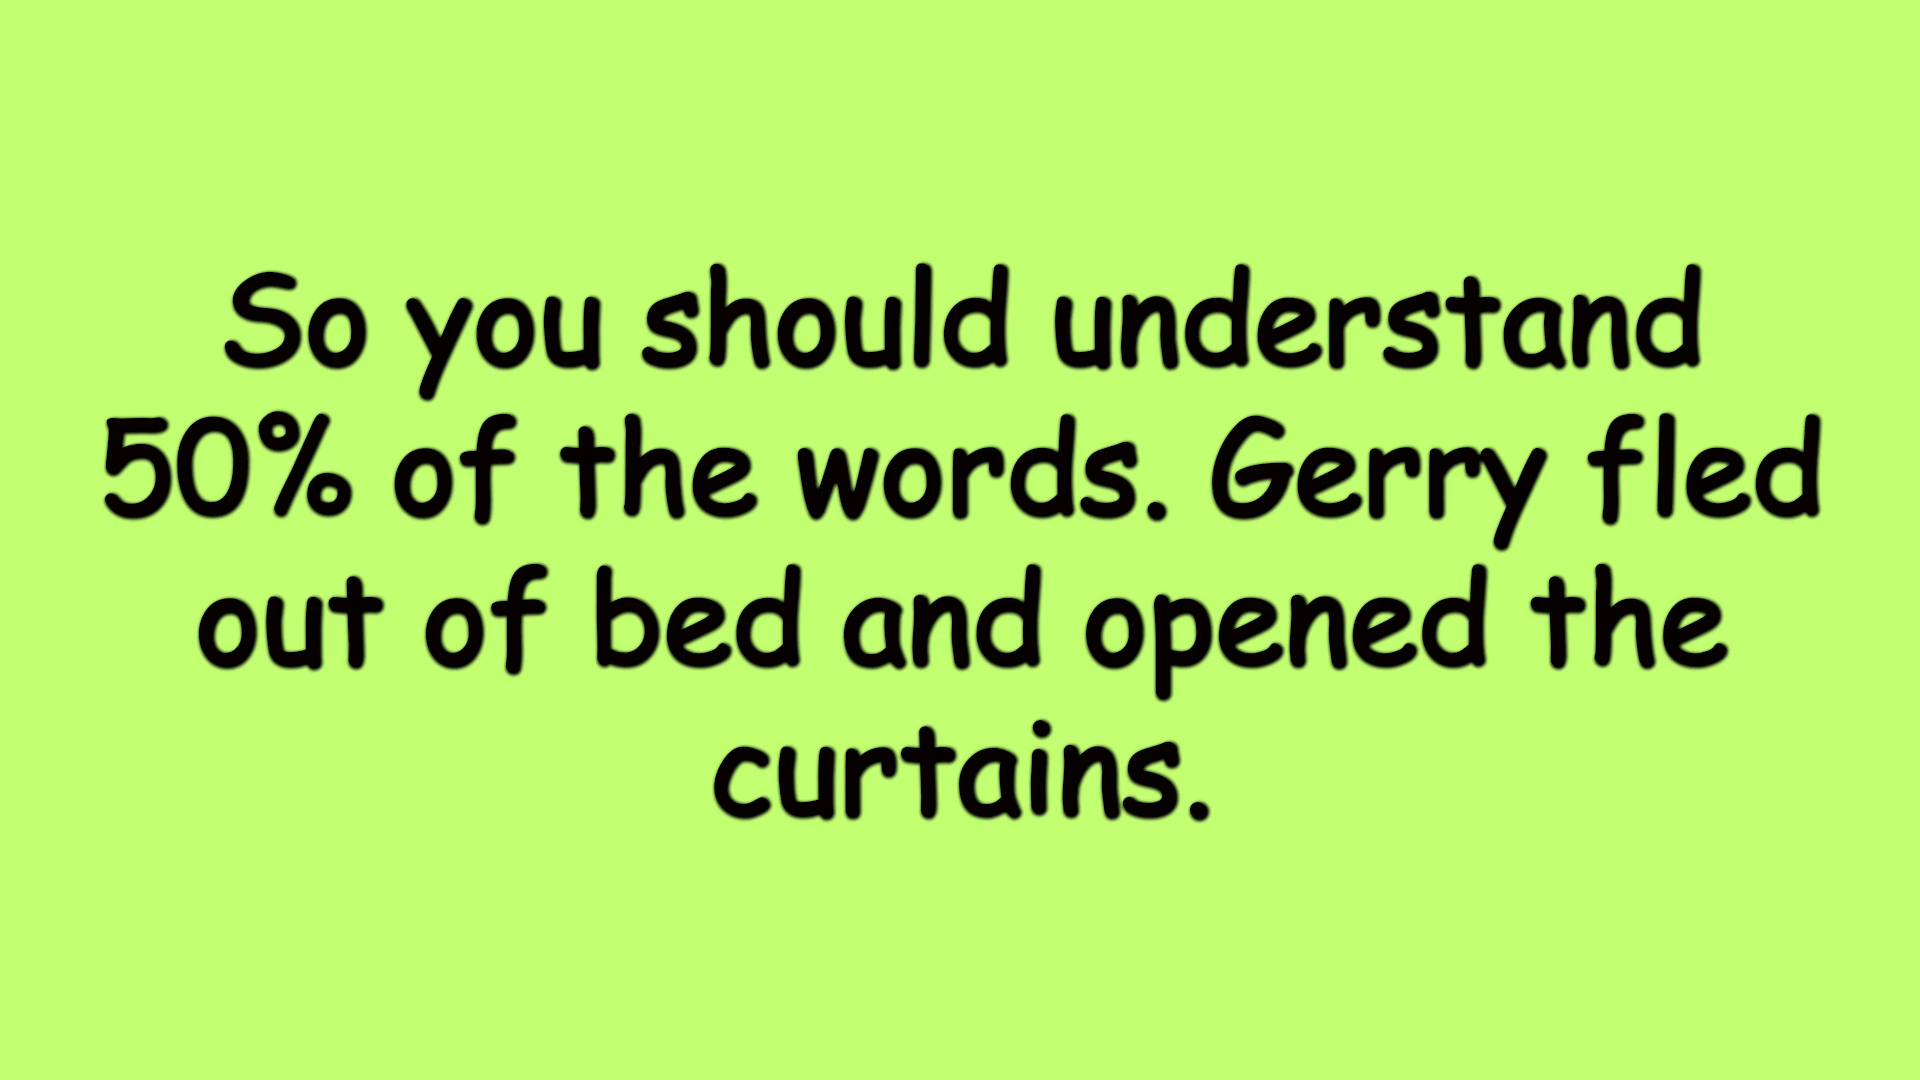 So you should understand
50% of the words. Gerry fled
out of bed and opened the
curtains.